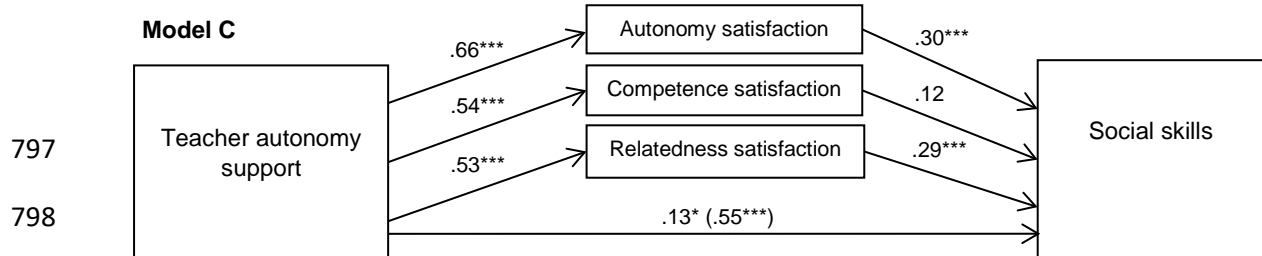 Model C
Autonomy satisfaction
.66***
.30***
Competence satisfaction
.54***
.12
797
Teacher autonomy
support
Social skills
Relatedness satisfaction
.53***
.29***
798
.13* (.55***)